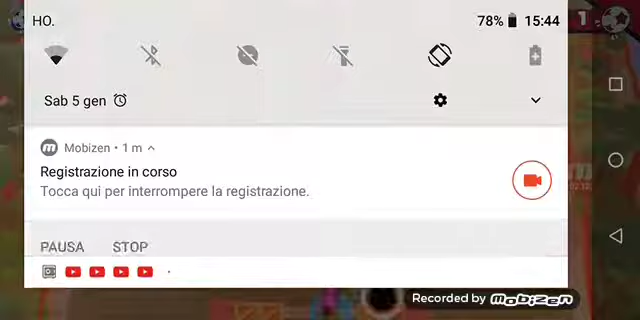 HO.
78% 15:44
1
Sab 5 gen
Mobizen • 1 m
Registrazione in corso
Tocca qui per interrompere la registrazione.
PAUSA STOP
Recorded by Mobizen